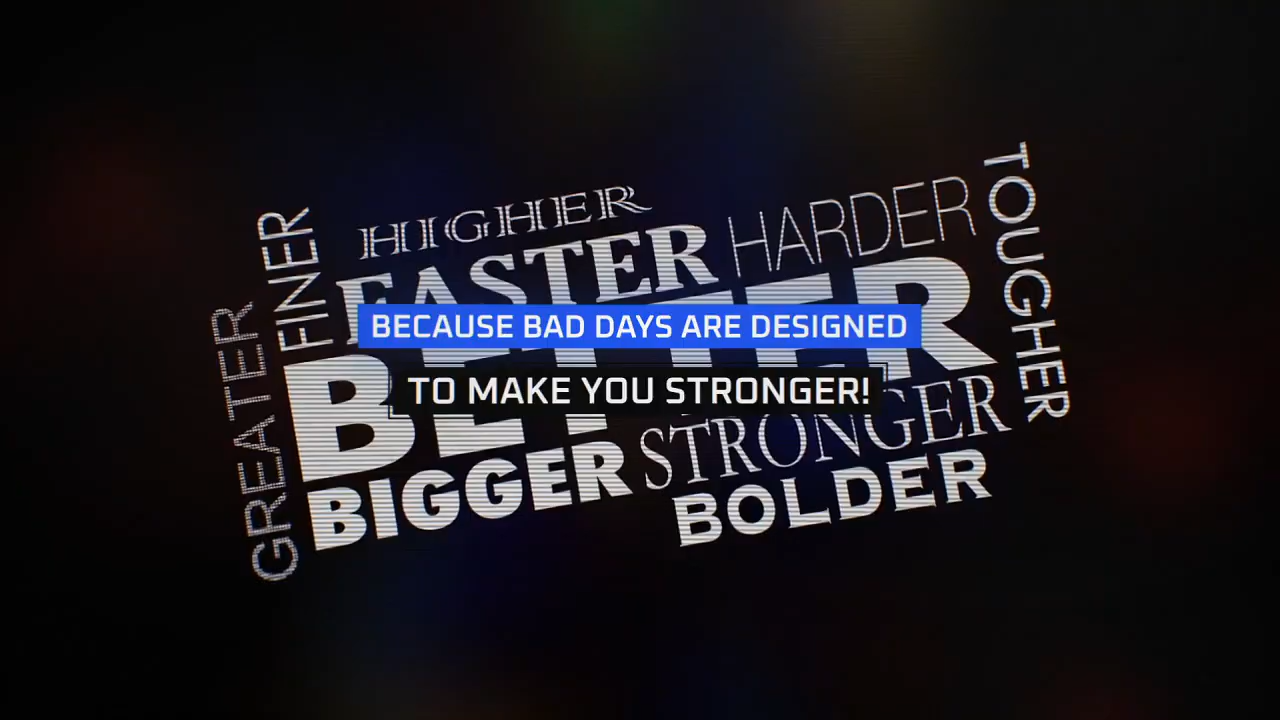 HIGHER
HARDER
TOUGHER
FINER
FASTER
GREATER
BETTER
BECAUSE BAD DAYS ARE DESIGNED
TO MAKE YOU STRONGER!
STRONGER
BIGGER
BOLDER